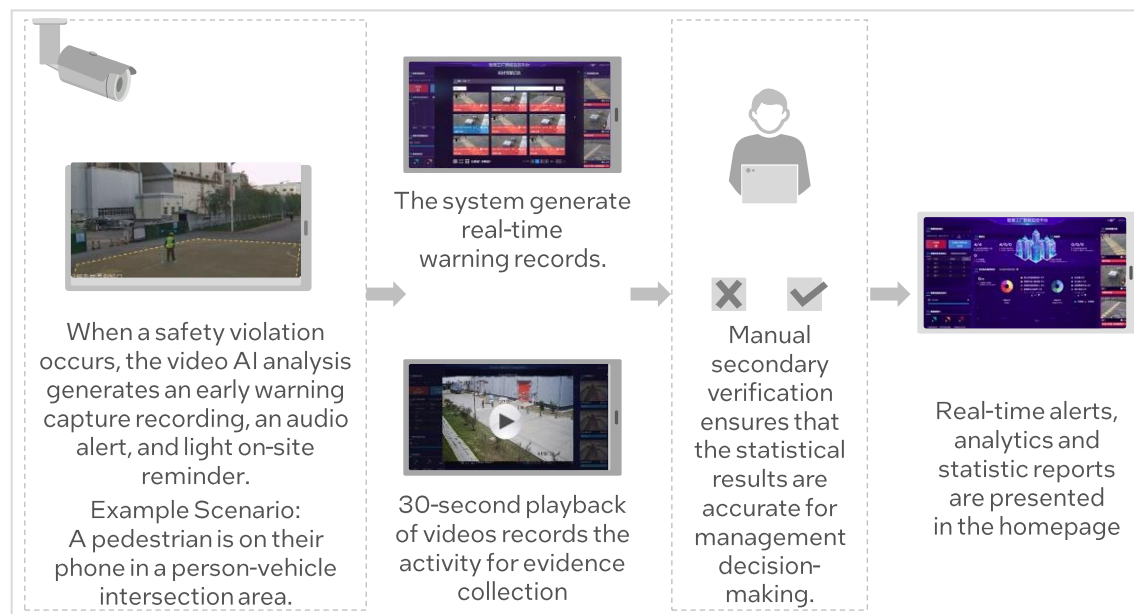 When a safety violation
occurs, the video AI analysis
generates an early warning
capture recording, an audio
alert, and light on-site
reminder.
Example Scenario:
A pedestrian is on their
phone in a person-vehicle
intersection area.
The system generate
real-time
warning records.
30-second playback
of videos records the
activity for evidence
collection
Manual
secondary
verification
ensures that
the statistical
results are
accurate for
management
decision-
making.
Real-time alerts,
analytics and
statistic reports
are presented
in the homepage